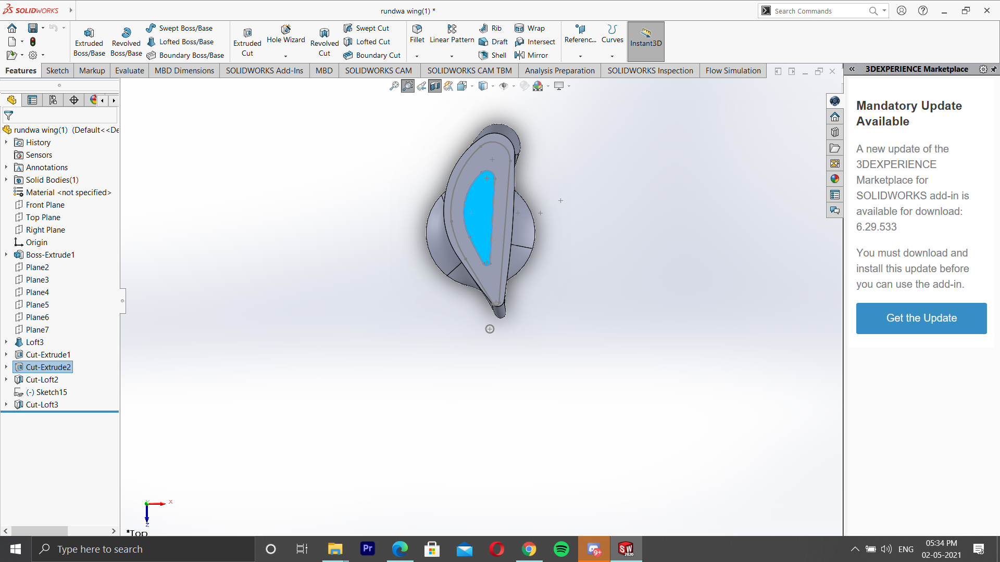 SOLIDWORKS
rundwa wing(1) *
Search Commands
Extruded Boss/Base
Revolved Boss/Base
Swept Boss/Base
Lofted Boss/Base
Boundary Boss/Base
Extruded Cut
Hole Wizard
Revolved Cut
Swept Cut
Lofted Cut
Boundary Cut
Fillet
Linear Pattern
Rib
Draft
Shell
Wrap
Intersect
Mirror
Referenc...
Curves
Instant3D
Features
Sketch
Markup
Evaluate
MBD Dimensions
SOLIDWORKS Add-Ins
MBD
SOLIDWORKS CAM
SOLIDWORKS CAM TBM
Analysis Preparation
SOLIDWORKS Inspection
Flow Simulation
rundwa wing(1) (Default<<De
History
Sensors
Annotations
Solid Bodies(1)
Material <not specified>
Front Plane
Top Plane
Right Plane
Origin
Boss-Extrude1
Plane2
Plane3
Plane4
Plane5
Plane6
Plane7
Loft3
Cut-Extrude1
Cut-Extrude2
Cut-Loft2
(-) Sketch15
Cut-Loft3
Y
X
Z
*Top
3DEXPERIENCE Marketplace
Mandatory Update
Available
A new update of the
3DEXPERIENCE
Marketplace for
SOLIDWORKS add-in is
available for download:
6.29.533
You must download and
install this update before
you can use the add-in.
Get the Update
Type here to search
Pr
9+
SW
2020
ENG
05:34 PM
02-05-2021